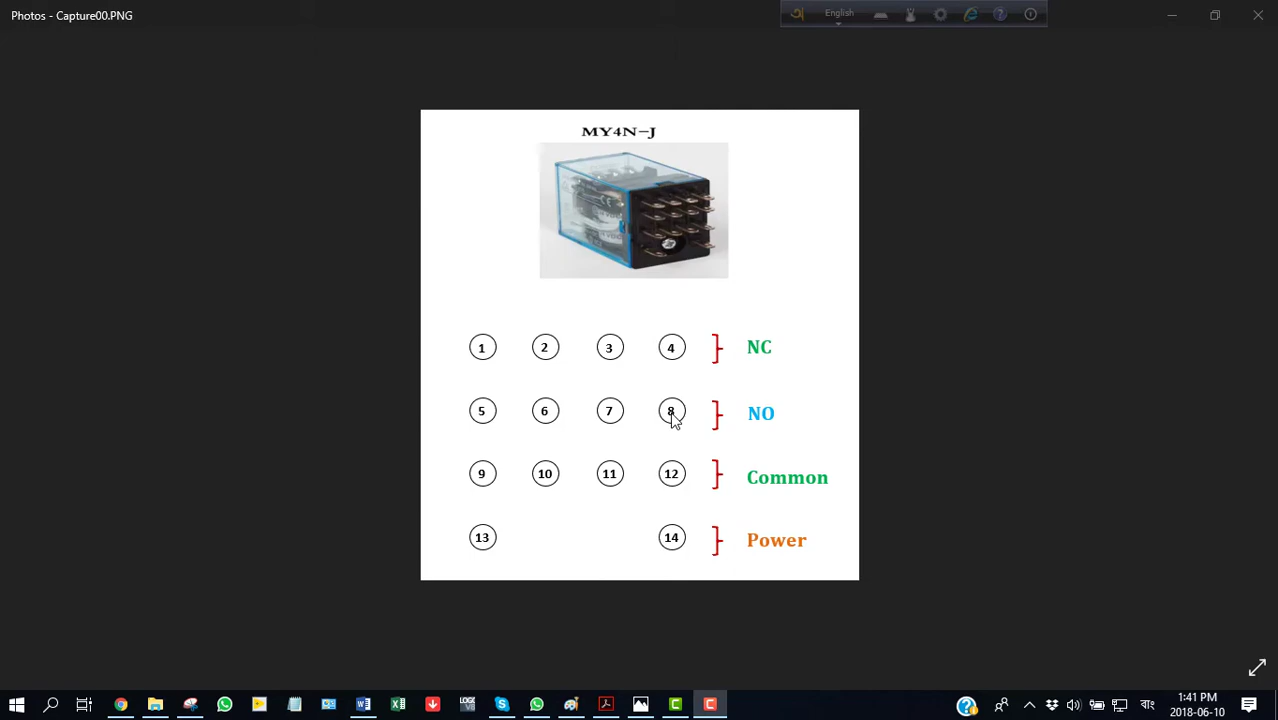 Photos - Capture00.PNG
English
MY4N-J
1 2 3 4 NC
5 6 7 8 NO
9 10 11 12 Common
13 14 Power
1:41 PM
বাং
2018-06-10